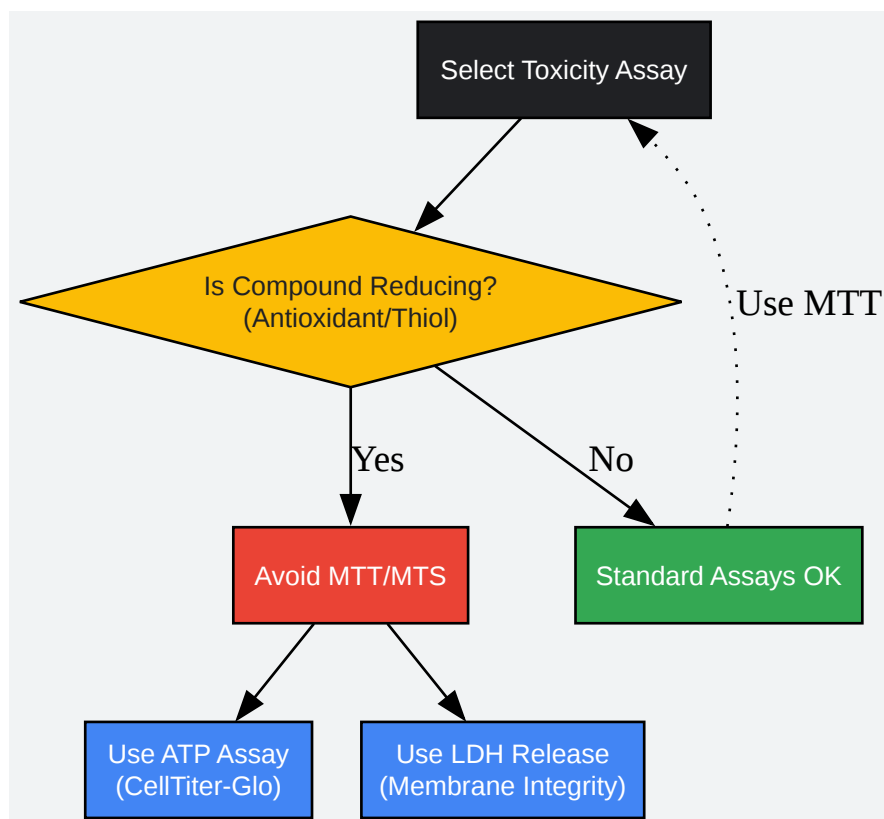 Select Toxicity Assay
Is Compound Reducing?
(Antioxidant/Thiol)
Use MTT
Yes
No
Avoid MTT/MTS
Standard Assays OK
Use ATP Assay
(CellTiter-Glo)
Use LDH Release
(Membrane Integrity)